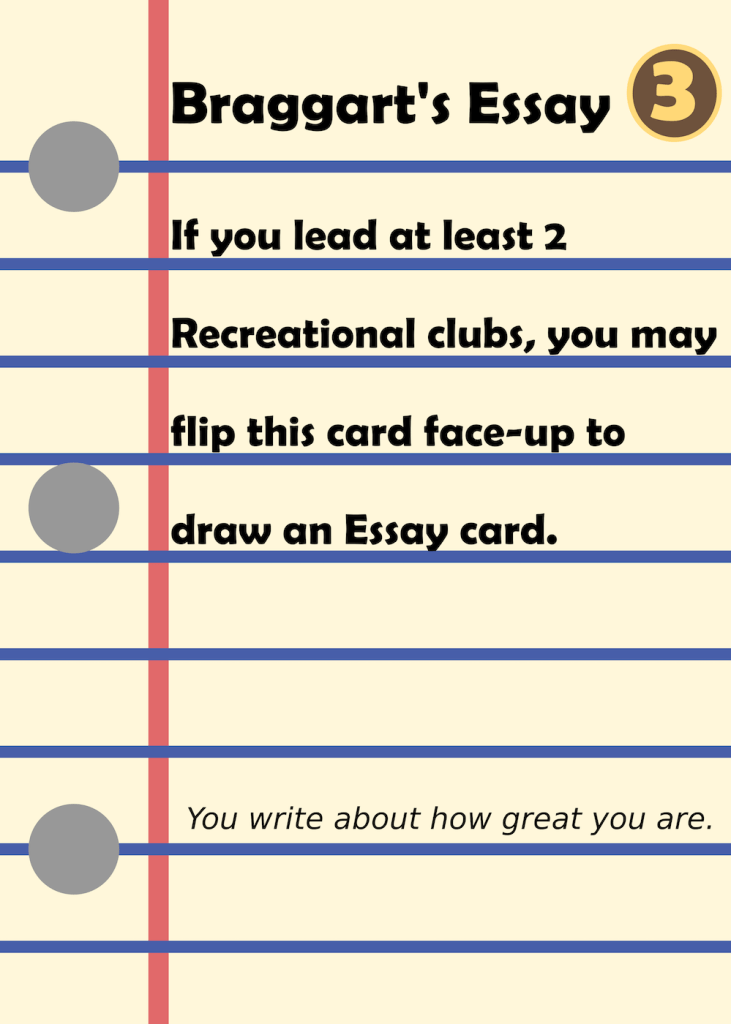 Braggart's Essay 3
If you lead at least 2
Recreational clubs, you may
flip this card face-up to
draw an Essay card.
You write about how great you are.